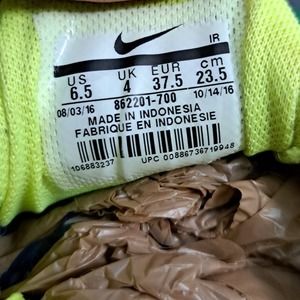 IR
US UK EUR cm
6.5 4 37.5 23.5
08/03/16 862201-700 10/14/16
MADE IN INDONESIA
FABRIQUE EN INDONESIE
106883237 UPC 00886736719948